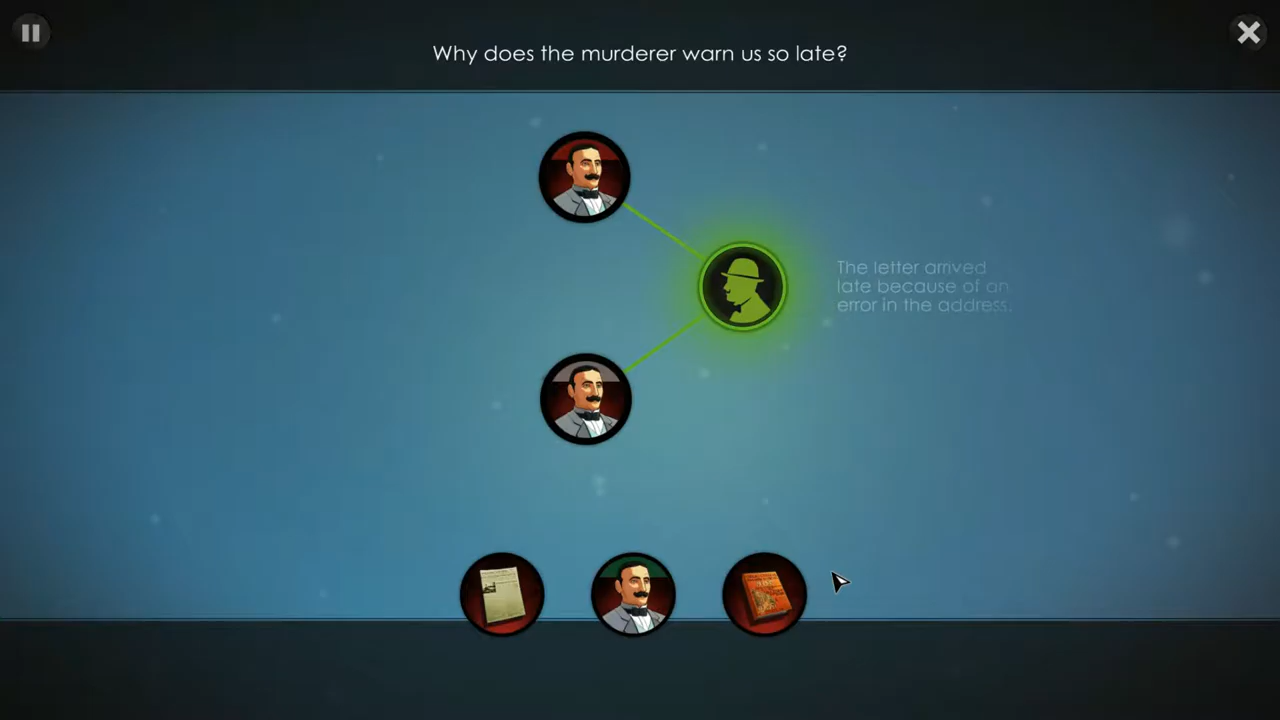 Why does the murderer warn us so late?
The letter arrived
late because of an
error in the address.